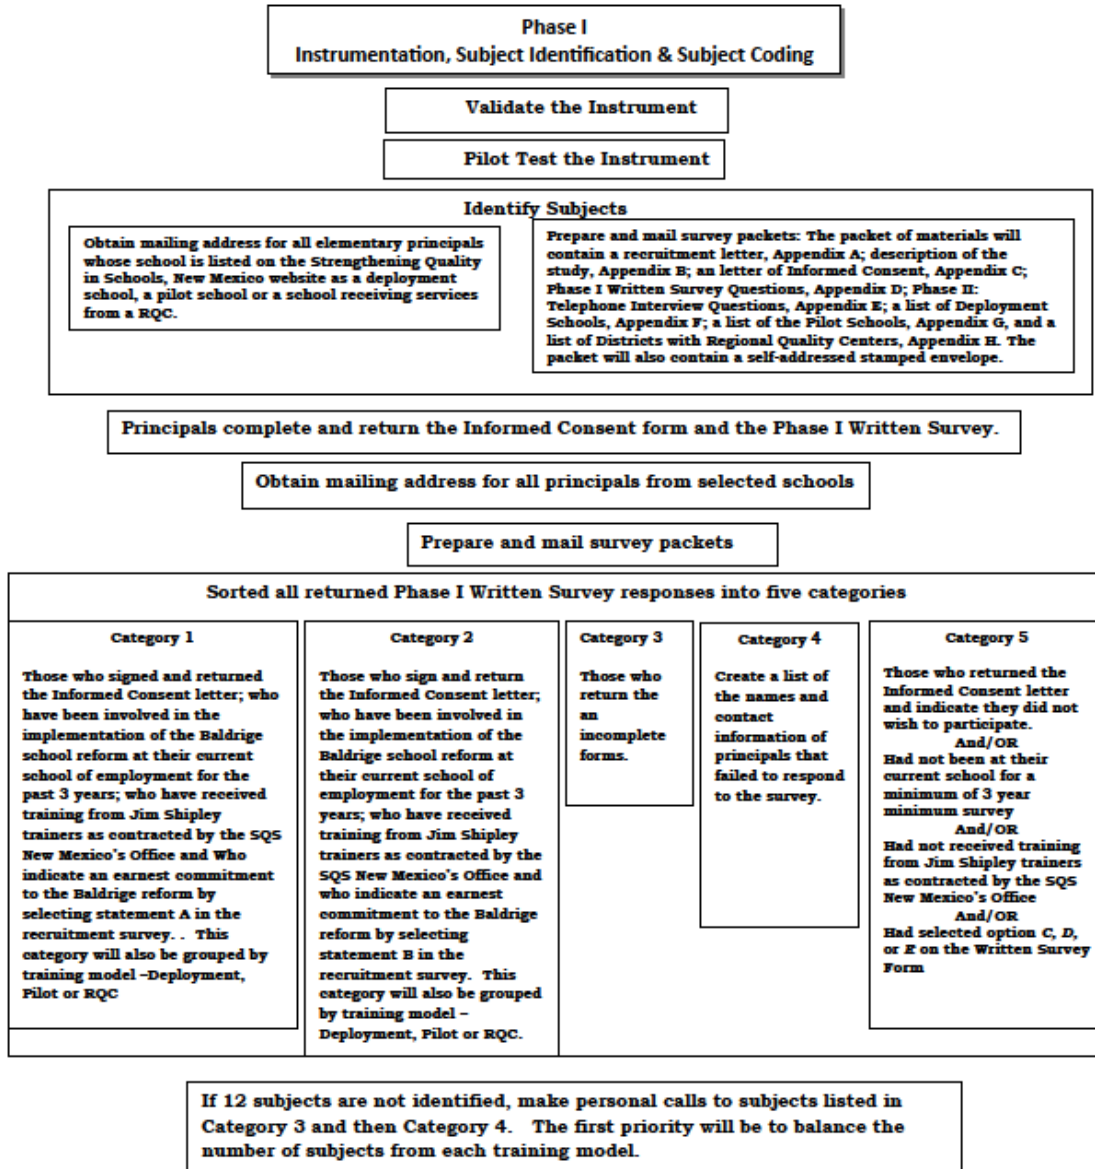 Phase I
Instrumentation, Subject Identification & Subject Coding
Validate the Instrument
Pilot Test the Instrument
Identify Subjects
Obtain mailing address for all elementary principals
whose school is listed on the Strengthening Quality
in Schools, New Mexico website as a deployment
school, a pilot school or a school receiving services
from a RQC.
Prepare and mail survey packets: The packet of materials will
contain a recruitment letter, Appendix A; description of the
study, Appendix B; an letter of Informed Consent, Appendix C;
Phase I Written Survey Questions, Appendix D; Phase II:
Telephone Interview Questions, Appendix E; a list of Deployment
Schools, Appendix F; a list of the Pilot Schools, Appendix G, and a
list of Districts with Regional Quality Centers, Appendix H. The
packet will also contain a self-addressed stamped envelope.
Principals complete and return the Informed Consent form and the Phase I Written Survey.
Obtain mailing address for all principals from selected schools
Prepare and mail survey packets
Sorted all returned Phase I Written Survey responses into five categories
Category 1
Those who signed and returned
the Informed Consent letter; who
have been involved in the
implementation of the Baldrige
school reform at their current
school of employment for the
past 3 years; who have received
training from Jim Shipley
trainers as contracted by the SQS
New Mexico's Office and Who
indicate an earnest commitment
to the Baldrige reform by
selecting statement A in the
recruitment survey. . This
category will also be grouped by
training model –Deployment,
Pilot or RQC
Category 2
Those who sign and return
the Informed Consent letter;
who have been involved in
the implementation of the
Baldrige school reform at
their current school of
employment for the past 3
years; who have received
training from Jim Shipley
trainers as contracted by the
SQS New Mexico's Office and
who indicate an earnest
commitment to the Baldrige
reform by selecting
statement B in the
recruitment survey. This
category will also be grouped
by training model –
Deployment, Pilot or RQC.
Category 3
Those who
return the
an
incomplete
forms.
Category 4
Create a list of
the names and
contact
information of
principals that
failed to respond
to the survey.
Category 5
Those who returned the
Informed Consent letter
and indicate they did not
wish to participate.
And/OR
Had not been at their
current school for a
minimum of 3 year
minimum survey
And/OR
Had not received training
from Jim Shipley trainers
as contracted by the SQS
New Mexico's Office
And/OR
Had selected option C, D,
or E on the Written Survey
Form
If 12 subjects are not identified, make personal calls to subjects listed in
Category 3 and then Category 4. The first priority will be to balance the
number of subjects from each training model.